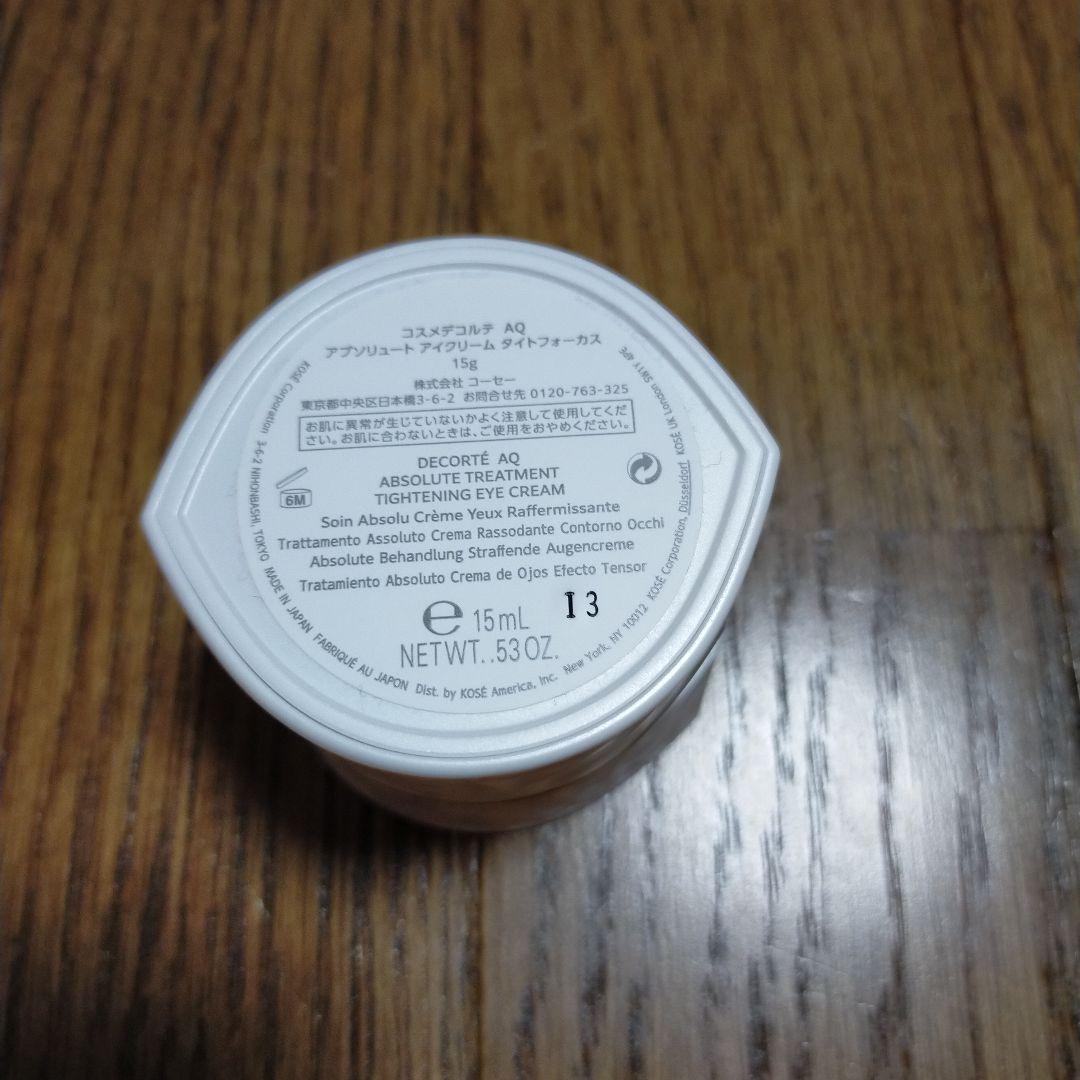 コスメデコルテ AQ
アブソリュート アイクリーム タイトフォーカス
15g
株式会社 コーセー
東京都中央区日本橋3-6-2 お問合せ先 0120-763-325
お肌に異常が生じていないかよく注意して使用してくだ
さい。お肌に合わないときは、ご使用をおやめください。
DECORTÉ AQ
ABSOLUTE TREATMENT
TIGHTENING EYE CREAM
6M
Soin Absolu Crème Yeux Raffermissante
Trattamento Assoluto Crema Rassodante Contorno Occhi
Absolute Behandlung Straffende Augencreme
Tratamiento Absoluto Crema de Ojos Efecto Tensor
e 15mL
I3
NETWT..53OZ.
KOSÉ Corporation 3-6-2 NIHONBASHI, TOKYO MADE IN JAPAN FABRIQUÉ AU JAPON Dist. by KOSÉ America, Inc. New York, NY 10012 KOSÉ Corporation, Düsseldorf KOSÉ UK London SW1Y 4PE